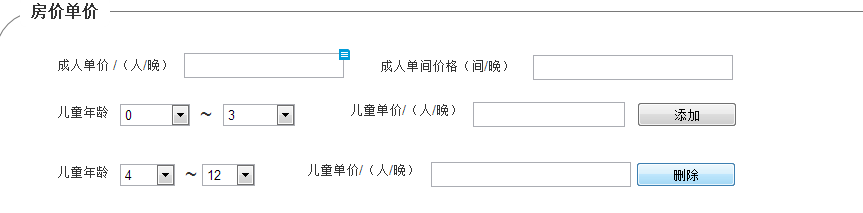 房价单价
成人单价 /（人/晚） 成人单间价格（间/晚）
儿童年龄 0 ~ 3 儿童单价/（人/晚） 添加
儿童年龄 4 ~ 12 儿童单价/（人/晚） 删除